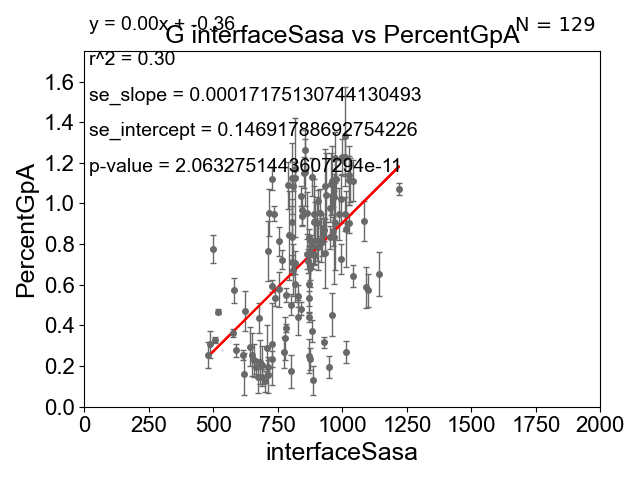 y = 0.00x + -0.36
N = 129
G interfaceSasa vs PercentGpA
r^2 = 0.30
se_slope = 0.00017175130744130493
se_intercept = 0.14691788692754226
p-value = 2.0632751443607294e-11
PercentGpA
1.6
1.4
1.2
1.0
0.8
0.6
0.4
0.2
0.0
0 250 500 750 1000 1250 1500 1750 2000
interfaceSasa